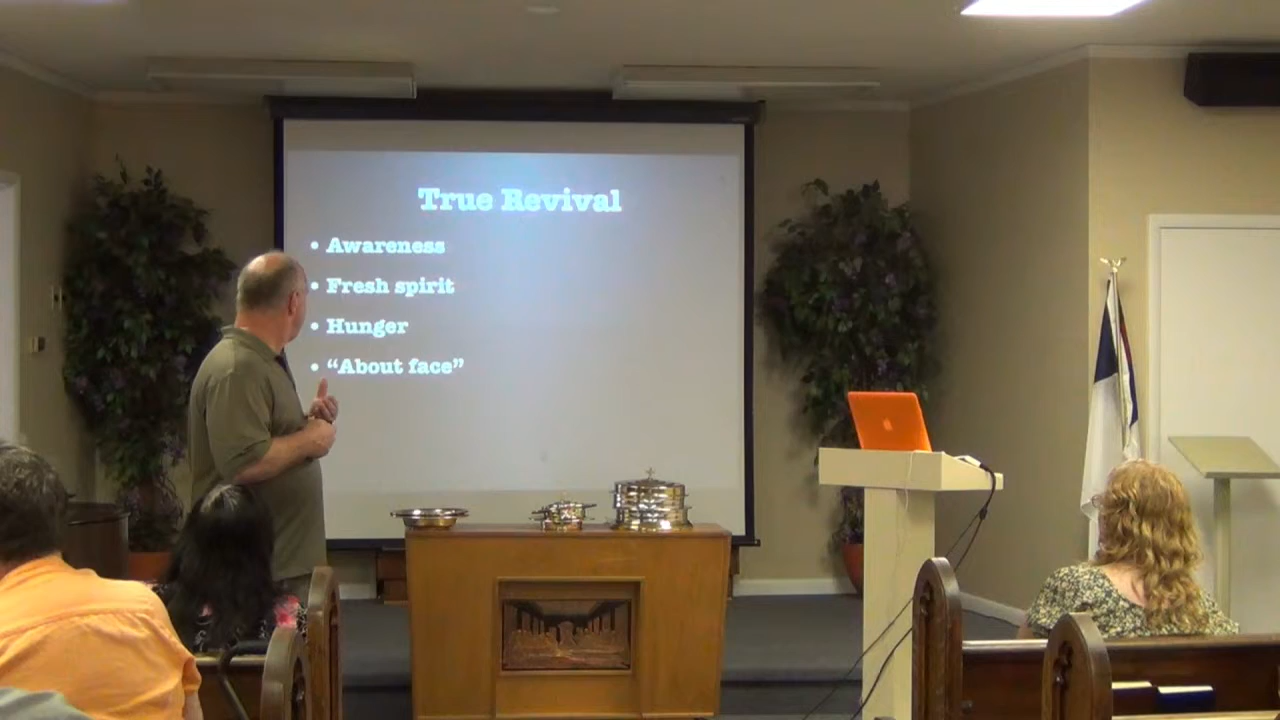 True Revival
• Awareness
• Fresh spirit
• Hunger
• “About face”